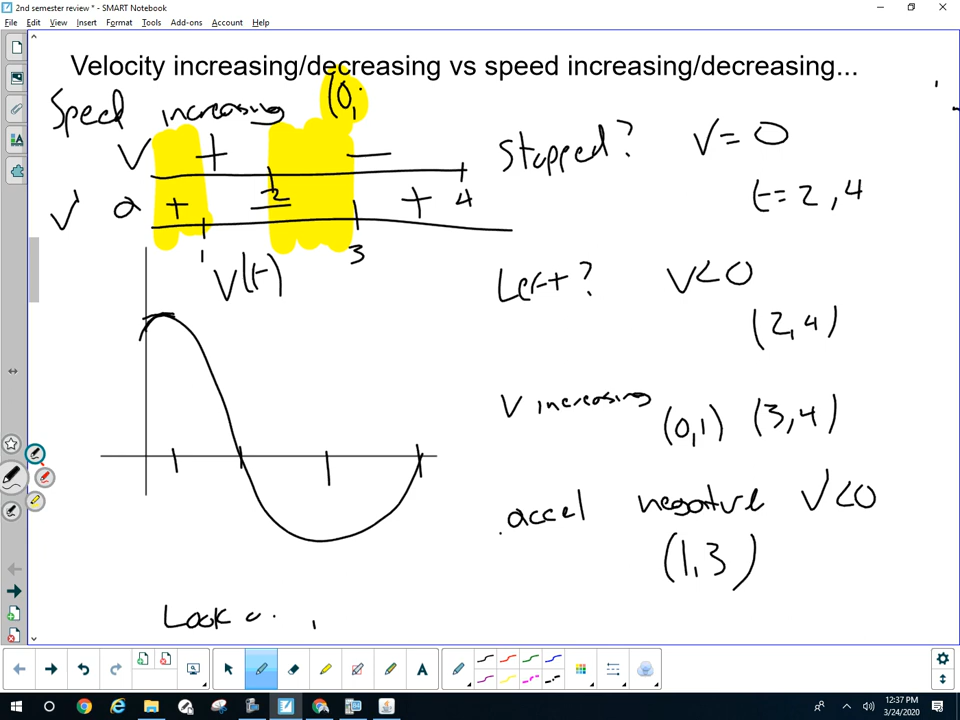 2nd semester review * - SMART Notebook
File Edit View Insert Format Tools Add-ons Account Help
Velocity increasing/decreasing vs speed increasing/decreasing...
Speed increasing (0,
V + −
2 4
V' a + − +
1 3
V(t)
Stopped? V = 0
t = 2, 4
Left? V < 0
(2, 4)
V increasing (0,1) (3,4)
accel negative V' < 0
(1, 3)
Look
A
12:37 PM
3/24/2020